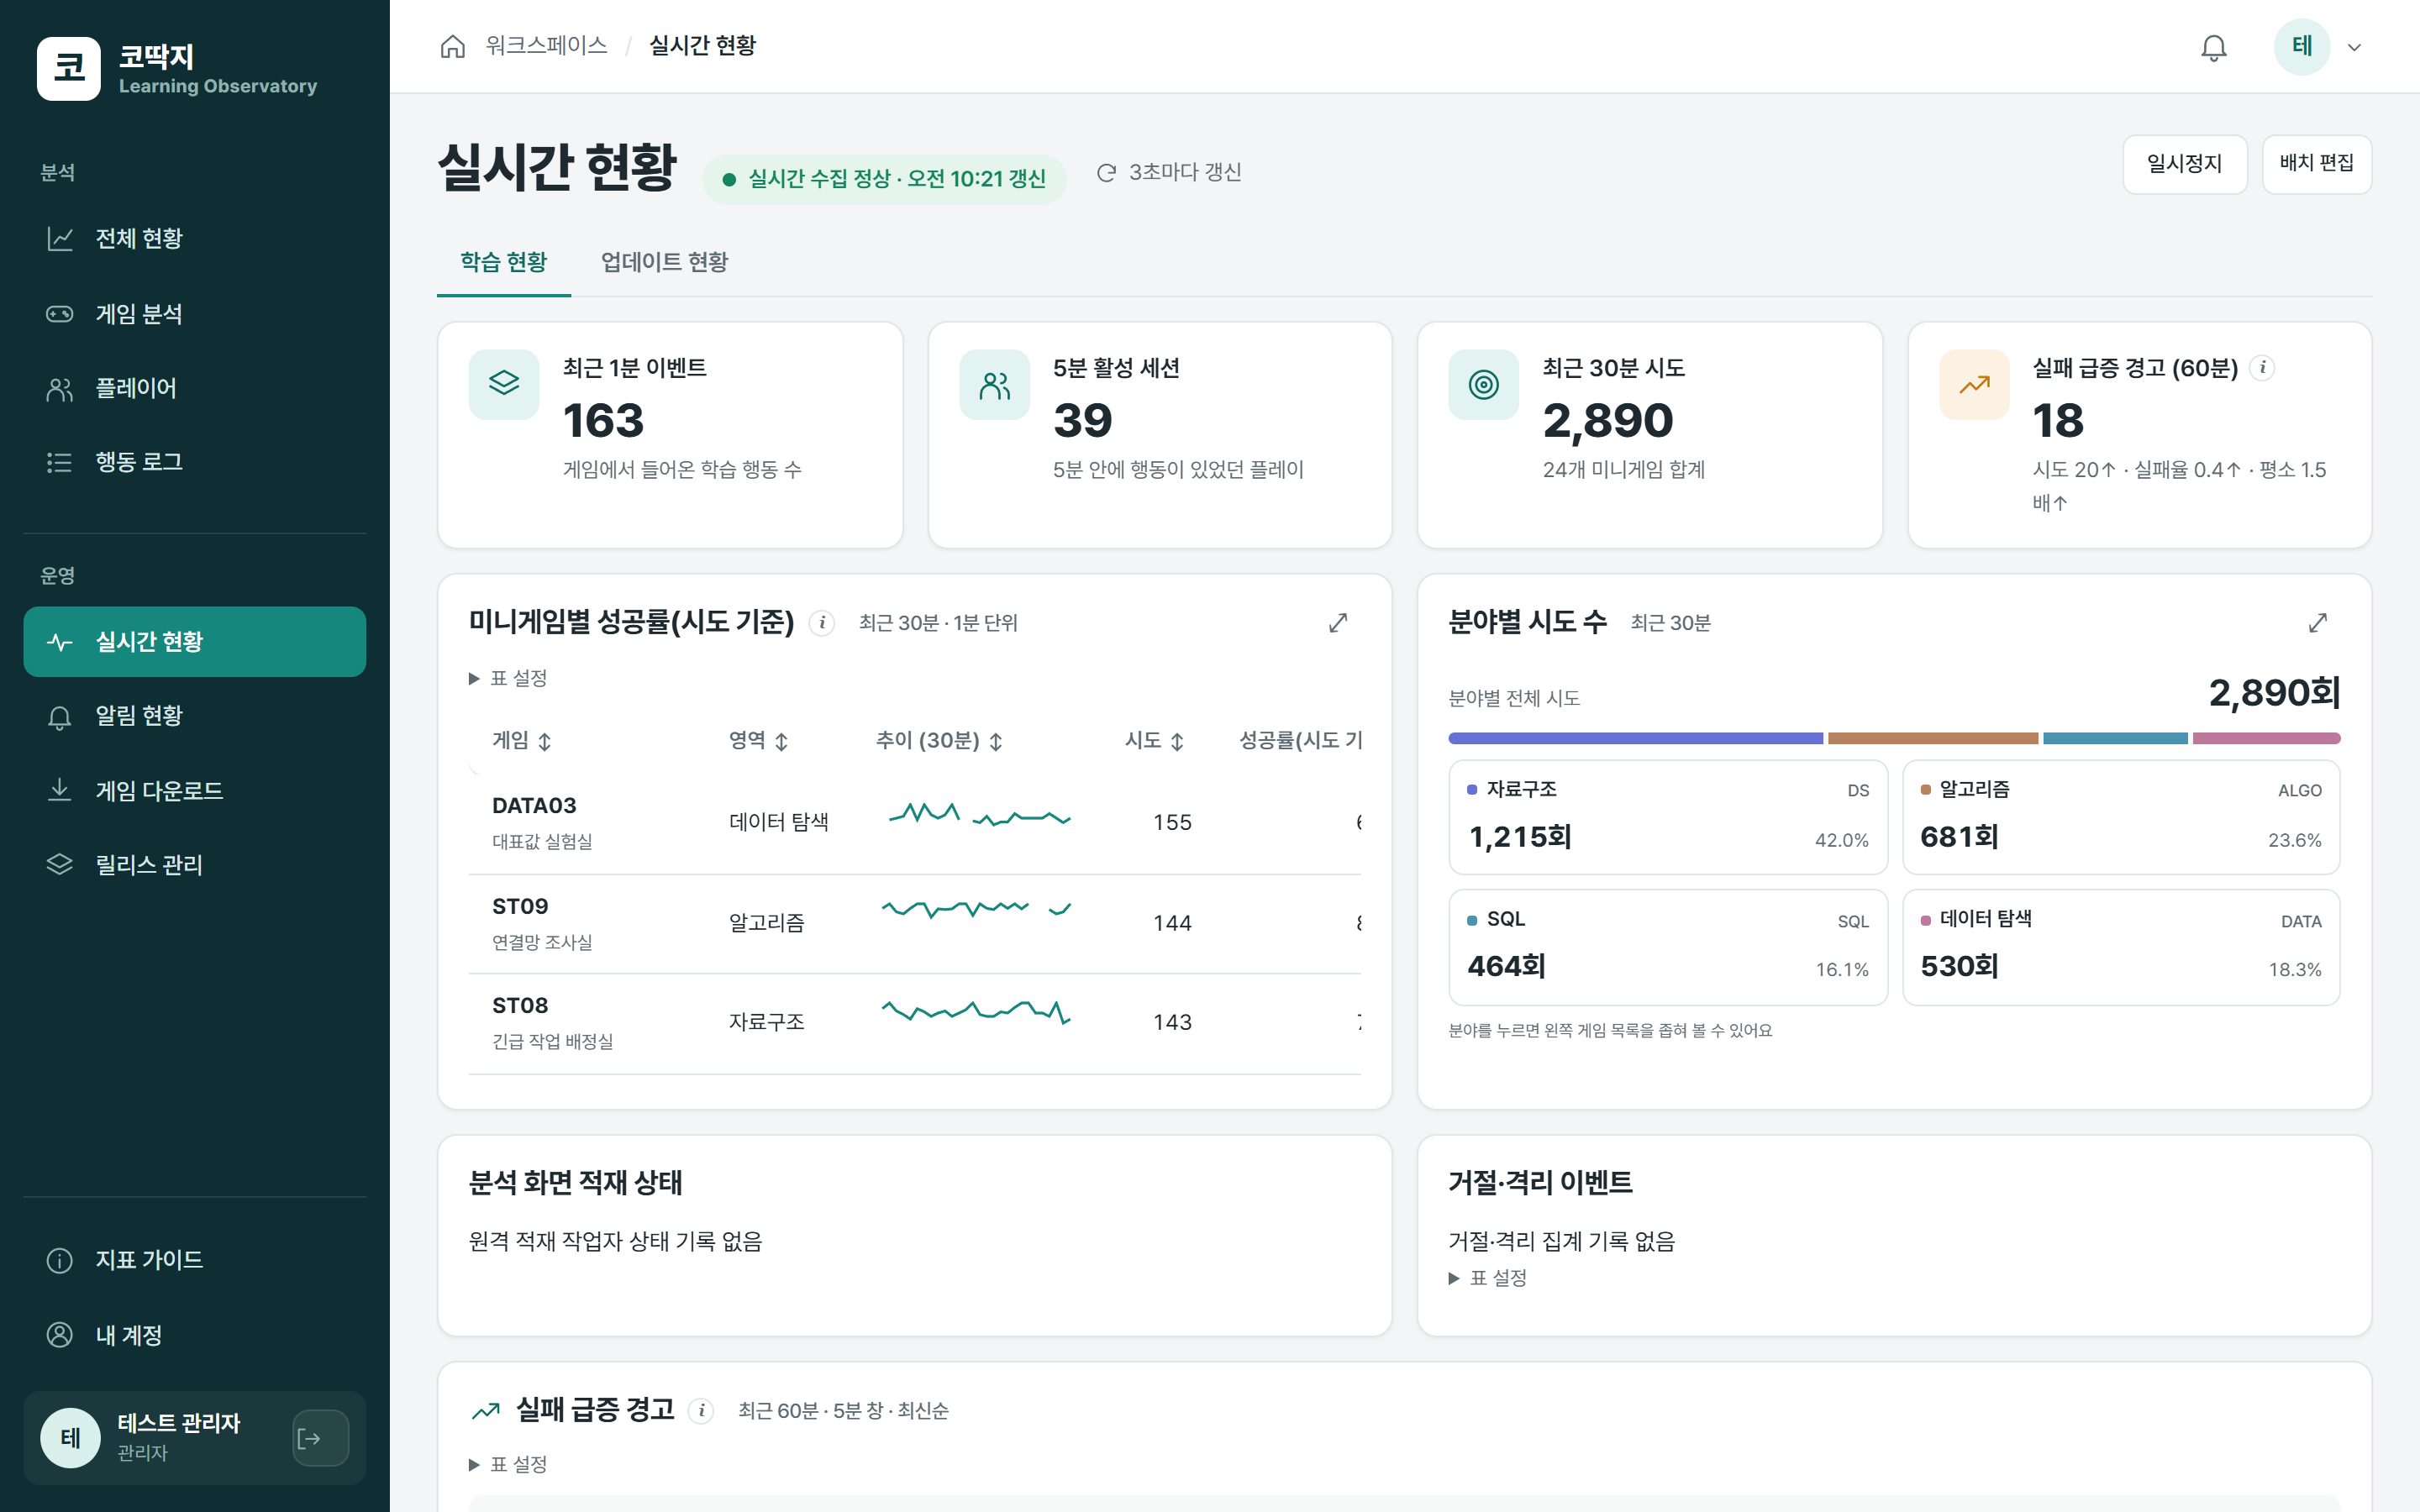 코
코딱지
Learning Observatory
분석
전체 현황
게임 분석
플레이어
행동 로그
운영
실시간 현황
알림 현황
게임 다운로드
릴리스 관리
지표 가이드
내 계정
테
테스트 관리자
관리자
워크스페이스 / 실시간 현황
테
실시간 현황
실시간 수집 정상 · 오전 10:21 갱신
3초마다 갱신
일시정지
배치 편집
학습 현황
업데이트 현황
최근 1분 이벤트
163
게임에서 들어온 학습 행동 수
5분 활성 세션
39
5분 안에 행동이 있었던 플레이
최근 30분 시도
2,890
24개 미니게임 합계
실패 급증 경고 (60분) i
18
시도 20↑ · 실패율 0.4↑ · 평소 1.5
배↑
미니게임별 성공률(시도 기준) i 최근 30분 · 1분 단위
▶ 표 설정
게임 ↕ 영역 ↕ 추이 (30분) ↕ 시도 ↕ 성공률(시도 기
DATA03
대표값 실험실
데이터 탐색
155
ST09
연결망 조사실
알고리즘
144
ST08
긴급 작업 배정실
자료구조
143
분야별 시도 수 최근 30분
분야별 전체 시도
2,890회
자료구조 DS
1,215회 42.0%
알고리즘 ALGO
681회 23.6%
SQL SQL
464회 16.1%
데이터 탐색 DATA
530회 18.3%
분야를 누르면 왼쪽 게임 목록을 좁혀 볼 수 있어요
분석 화면 적재 상태
원격 적재 작업자 상태 기록 없음
거절·격리 이벤트
거절·격리 집계 기록 없음
▶ 표 설정
실패 급증 경고 i 최근 60분 · 5분 창 · 최신순
▶ 표 설정